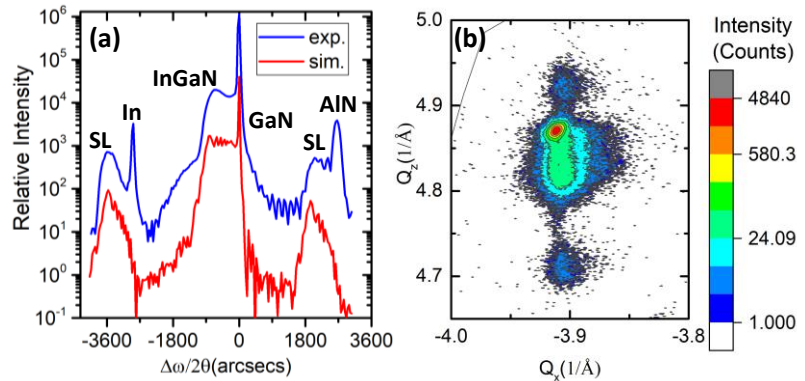 (a)
exp.
sim.
SL
In
InGaN
GaN
SL
AlN
Relative Intensity
10^6
10^5
10^4
10^3
10^2
10^1
10^0
10^-1
-3600 -1800 0 1800 3600
Δω/2θ(arcsecs)
(b)
Q_z(1/Å)
5.0
4.9
4.8
4.7
-4.0 -3.9 -3.8
Q_x(1/Å)
Intensity
(Counts)
4840
580.3
24.09
1.000